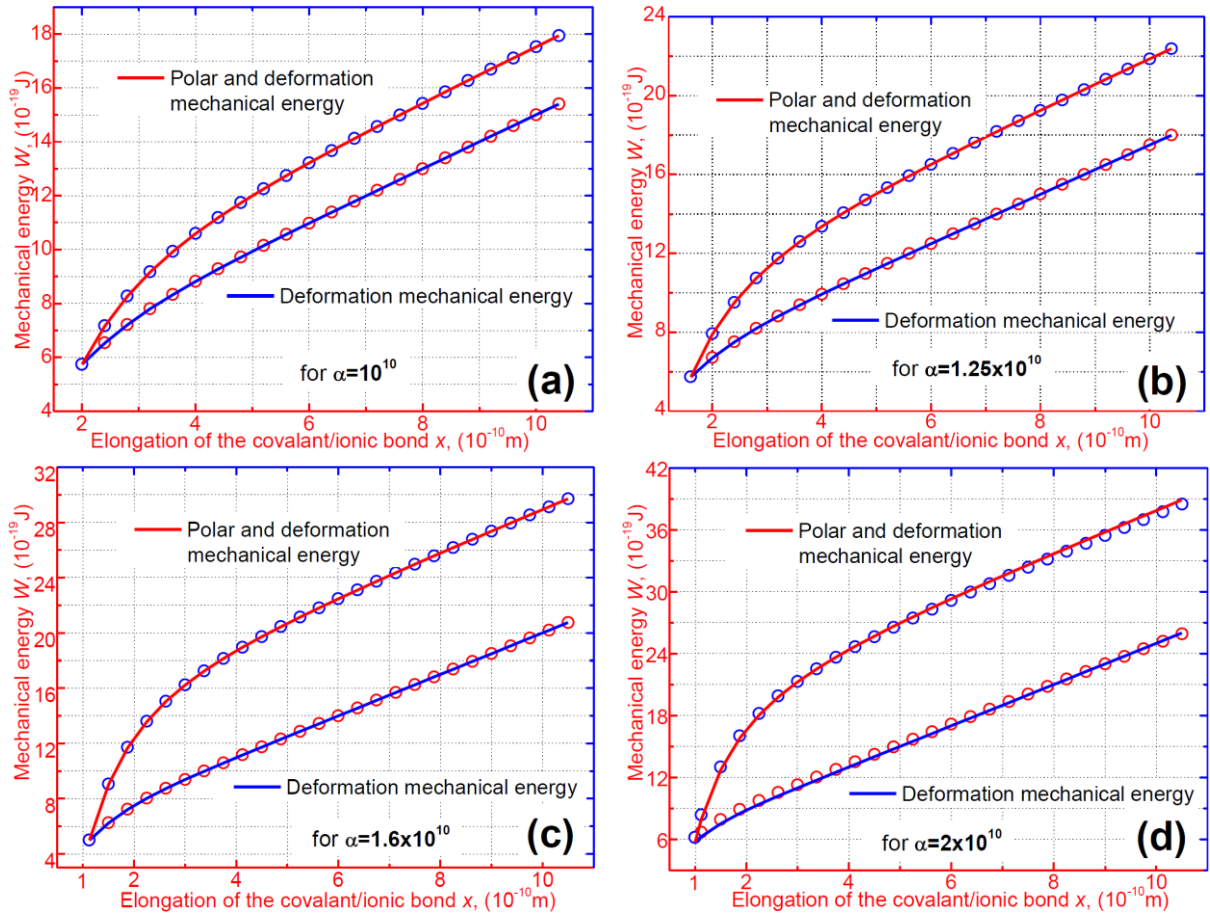 18
16
14
12
10
8
6
4
Mechanical energy W, (10⁻¹⁹J)
Polar and deformation
mechanical energy
Deformation mechanical energy
for α=10¹⁰
(a)
2 4 6 8 10
Elongation of the covalant/ionic bond x, (10⁻¹⁰m)
24
20
16
12
8
4
Mechanical energy W, (10⁻¹⁹J)
Polar and deformation
mechanical energy
Deformation mechanical energy
for α=1.25x10¹⁰
(b)
2 4 6 8 10
Elongation of the covalant/ionic bond x, (10⁻¹⁰m)
32
28
24
20
16
12
8
4
Mechanical energy W, (10⁻¹⁹J)
Polar and deformation
mechanical energy
Deformation mechanical energy
for α=1.6x10¹⁰
(c)
1 2 4 6 8 10
Elongation of the covalant/ionic bond x, (10⁻¹⁰m)
42
39
30
24
18
12
6
Mechanical energy W, (10⁻¹⁹J)
Polar and deformation
mechanical energy
Deformation mechanical energy
for α=2x10¹⁰
(d)
1 2 4 6 8 10
Elongation of the covalant/ionic bond x, (10⁻¹⁰m)